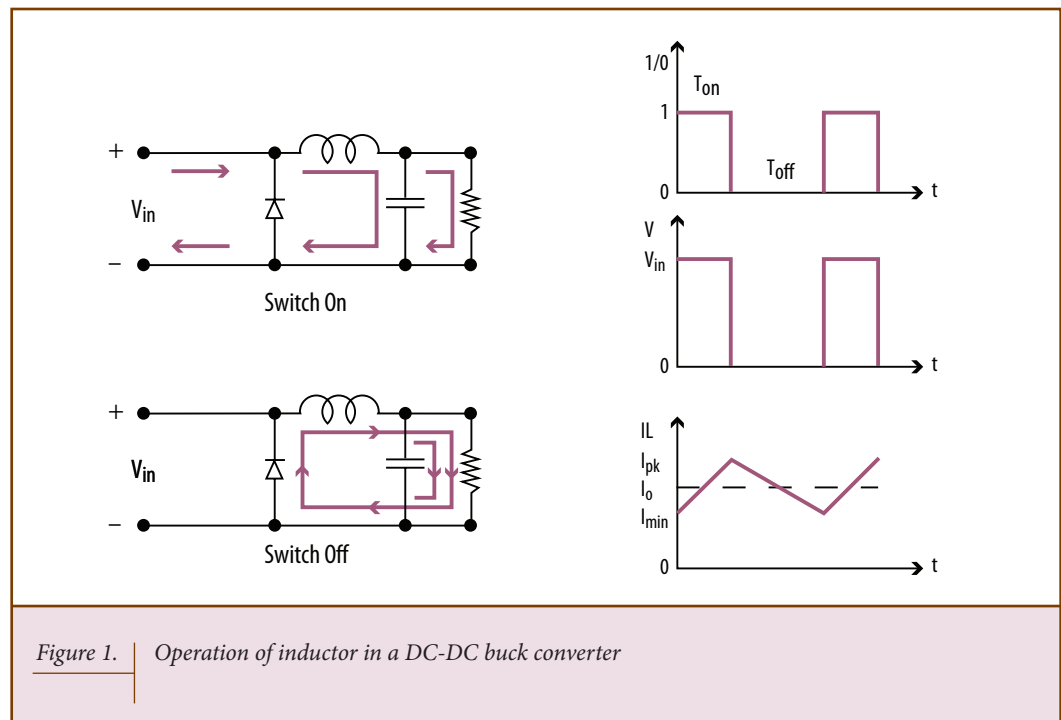 +
Vin
−
Switch On
+
Vin
−
Switch Off
1/0
Ton
1
Toff
0
t
V
Vin
0
t
IL
Ipk
Io
Imin
0
t
Figure 1.
Operation of inductor in a DC-DC buck converter